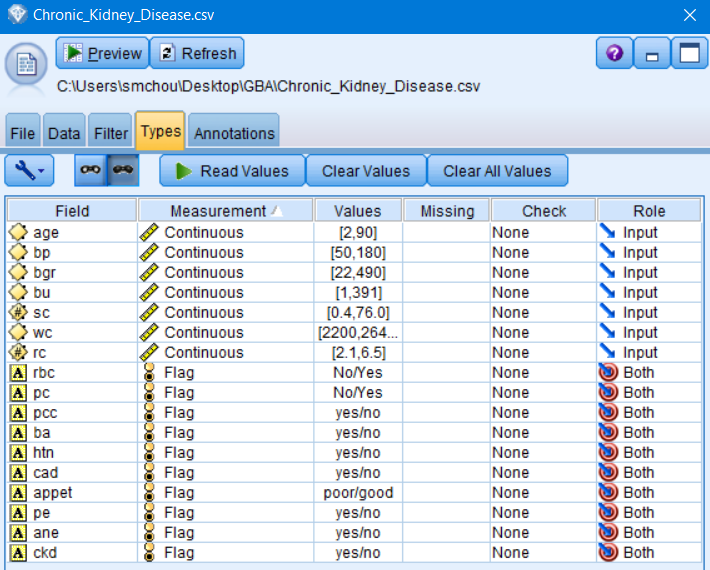 Chronic_Kidney_Disease.csv
Preview Refresh
C:\Users\smchou\Desktop\GBA\Chronic_Kidney_Disease.csv
File Data Filter Types Annotations
Read Values Clear Values Clear All Values
Field Measurement Values Missing Check Role
age Continuous [2,90] None Input
bp Continuous [50,180] None Input
bgr Continuous [22,490] None Input
bu Continuous [1,391] None Input
sc Continuous [0.4,76.0] None Input
wc Continuous [2200,264... None Input
rc Continuous [2.1,6.5] None Input
A rbc Flag No/Yes None Both
A pc Flag No/Yes None Both
A pcc Flag yes/no None Both
A ba Flag yes/no None Both
A htn Flag yes/no None Both
A cad Flag yes/no None Both
A appet Flag poor/good None Both
A pe Flag yes/no None Both
A ane Flag yes/no None Both
A ckd Flag yes/no None Both